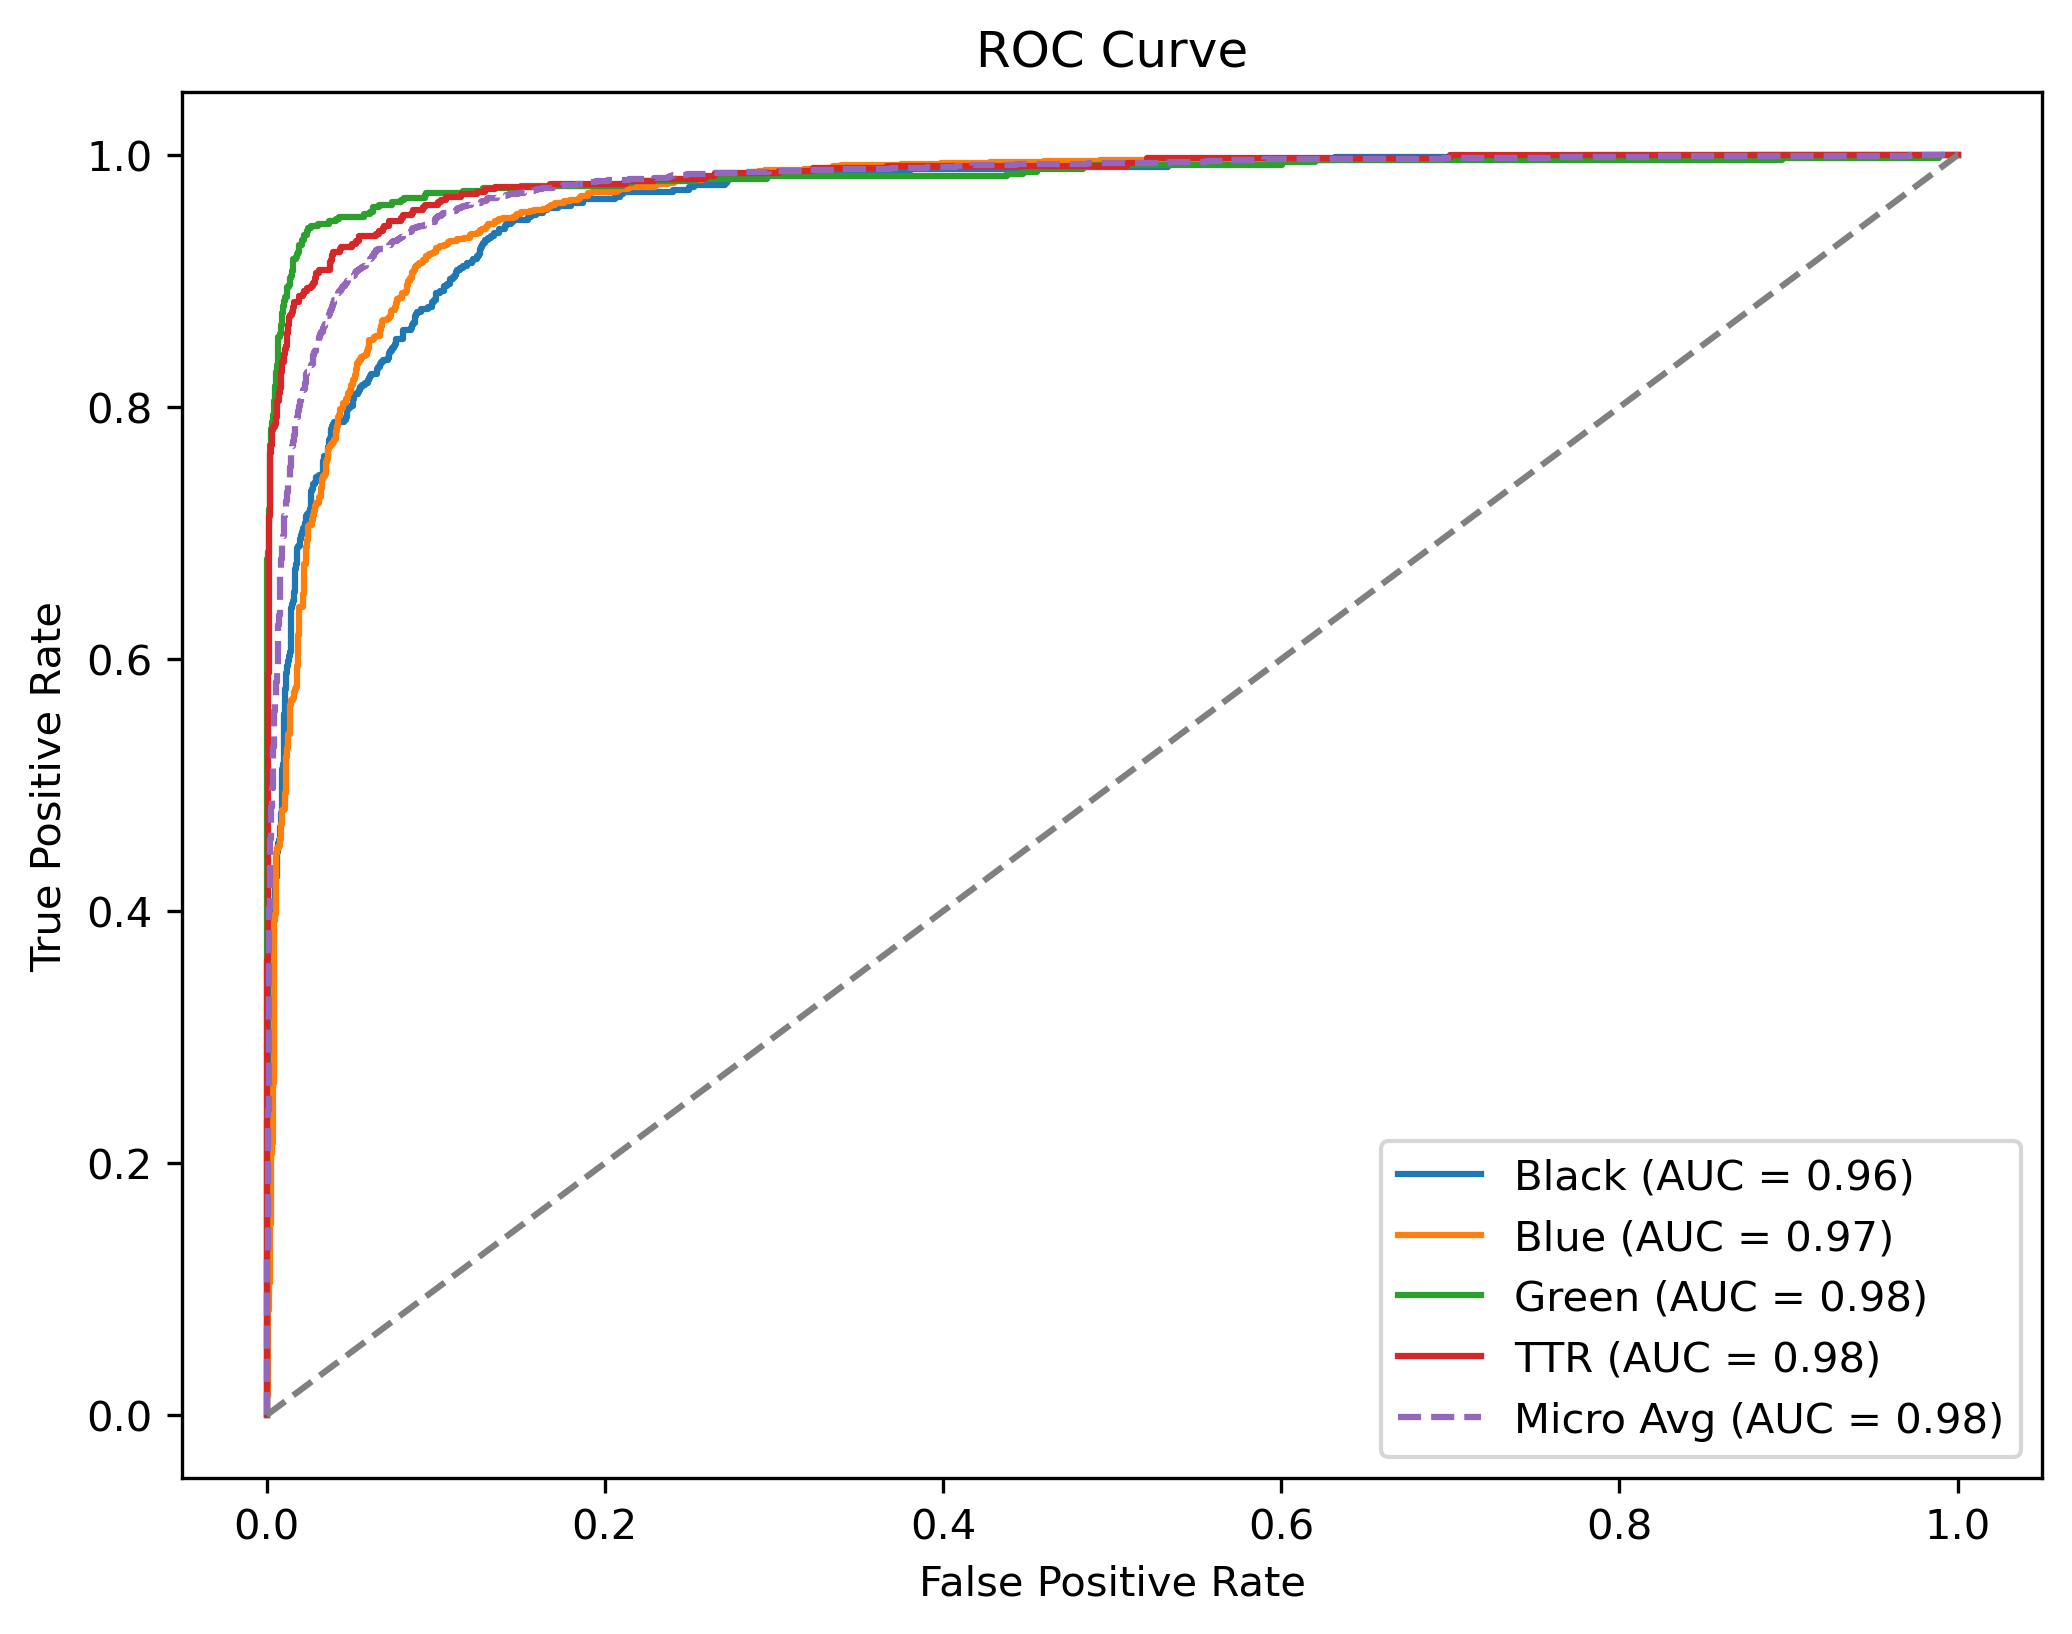 ROC Curve
1.0
0.8
0.6
0.4
0.2
0.0
True Positive Rate
0.0 0.2 0.4 0.6 0.8 1.0
False Positive Rate
Black (AUC = 0.96)
Blue (AUC = 0.97)
Green (AUC = 0.98)
TTR (AUC = 0.98)
Micro Avg (AUC = 0.98)